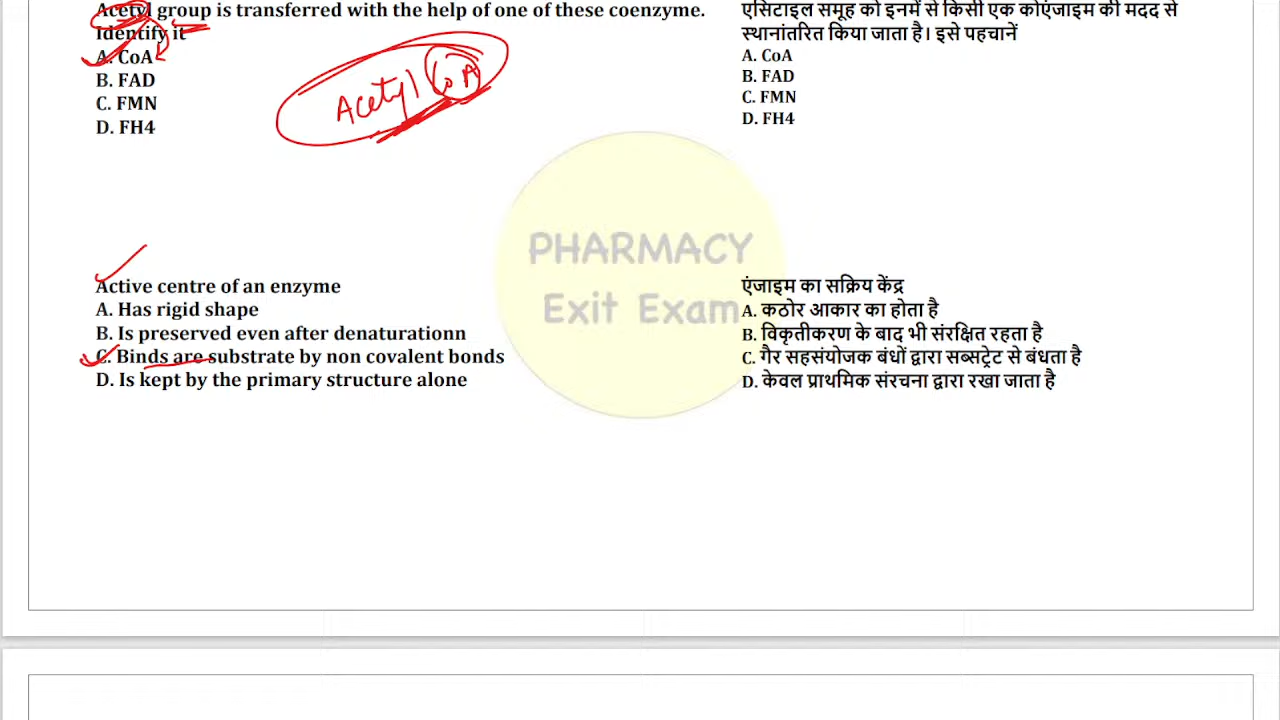 Acetyl group is transferred with the help of one of these coenzyme.
Identify it
A. CoA
B. FAD
C. FMN
D. FH4
Acetyl CoA
एसिटाइल समूह को इनमें से किसी एक कोएंजाइम की मदद से
स्थानांतरित किया जाता है। इसे पहचानें
A. CoA
B. FAD
C. FMN
D. FH4
PHARMACY
Exit Exam
Active centre of an enzyme
A. Has rigid shape
B. Is preserved even after denaturationn
C. Binds are substrate by non covalent bonds
D. Is kept by the primary structure alone
एंजाइम का सक्रिय केंद्र
A. कठोर आकार का होता है
B. विकृतीकरण के बाद भी संरक्षित रहता है
C. गैर सहसंयोजक बंधों द्वारा सब्सट्रेट से बंधता है
D. केवल प्राथमिक संरचना द्वारा रखा जाता है